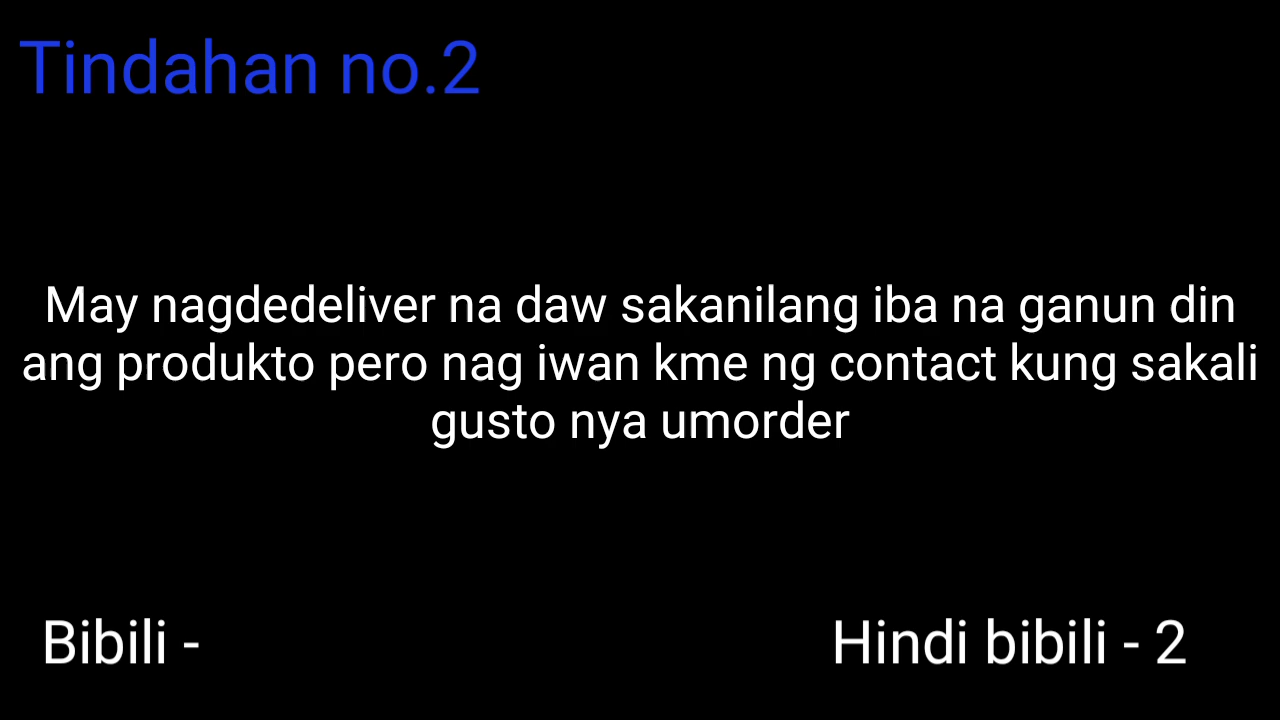 Tindahan no.2
May nagdedeliver na daw sakanilang iba na ganun din
ang produkto pero nag iwan kme ng contact kung sakali
gusto nya umorder
Bibili -
Hindi bibili - 2